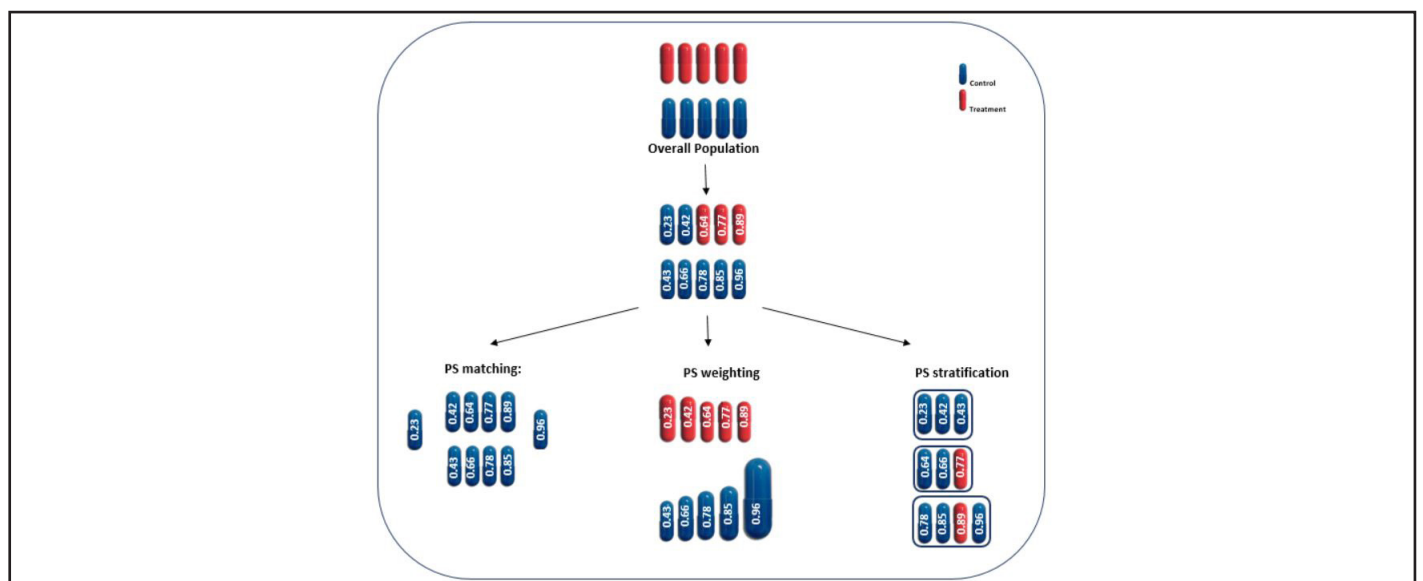 Control
Treatment
Overall Population
0.23 0.42 0.64 0.77 0.89
0.43 0.66 0.78 0.85 0.96
PS matching:
0.42 0.64 0.77 0.89
0.23 0.96
0.43 0.66 0.78 0.85
PS weighting
0.23 0.42 0.64 0.77 0.89
0.43 0.66 0.78 0.85 0.96
PS stratification
0.23 0.42 0.43
0.64 0.66 0.77
0.78 0.85 0.89 0.96